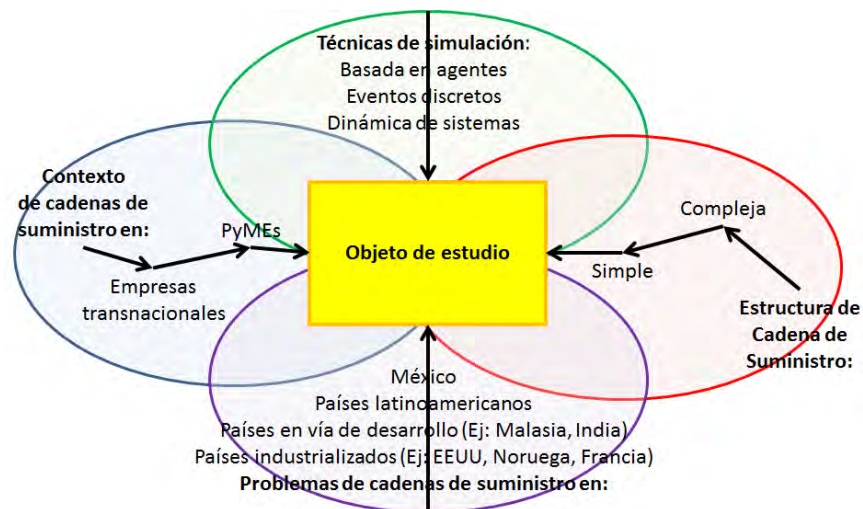 Técnicas de simulación:
Basada en agentes
Eventos discretos
Dinámica de sistemas
Contexto
de cadenas de
suministro en:
PyMEs
Empresas
transnacionales
Objeto de estudio
Compleja
Simple
Estructura de
Cadena de
Suministro:
México
Países latinoamericanos
Países en vía de desarrollo (Ej: Malasia, India)
Países industrializados (Ej: EEUU, Noruega, Francia)
Problemas de cadenas de suministro en: